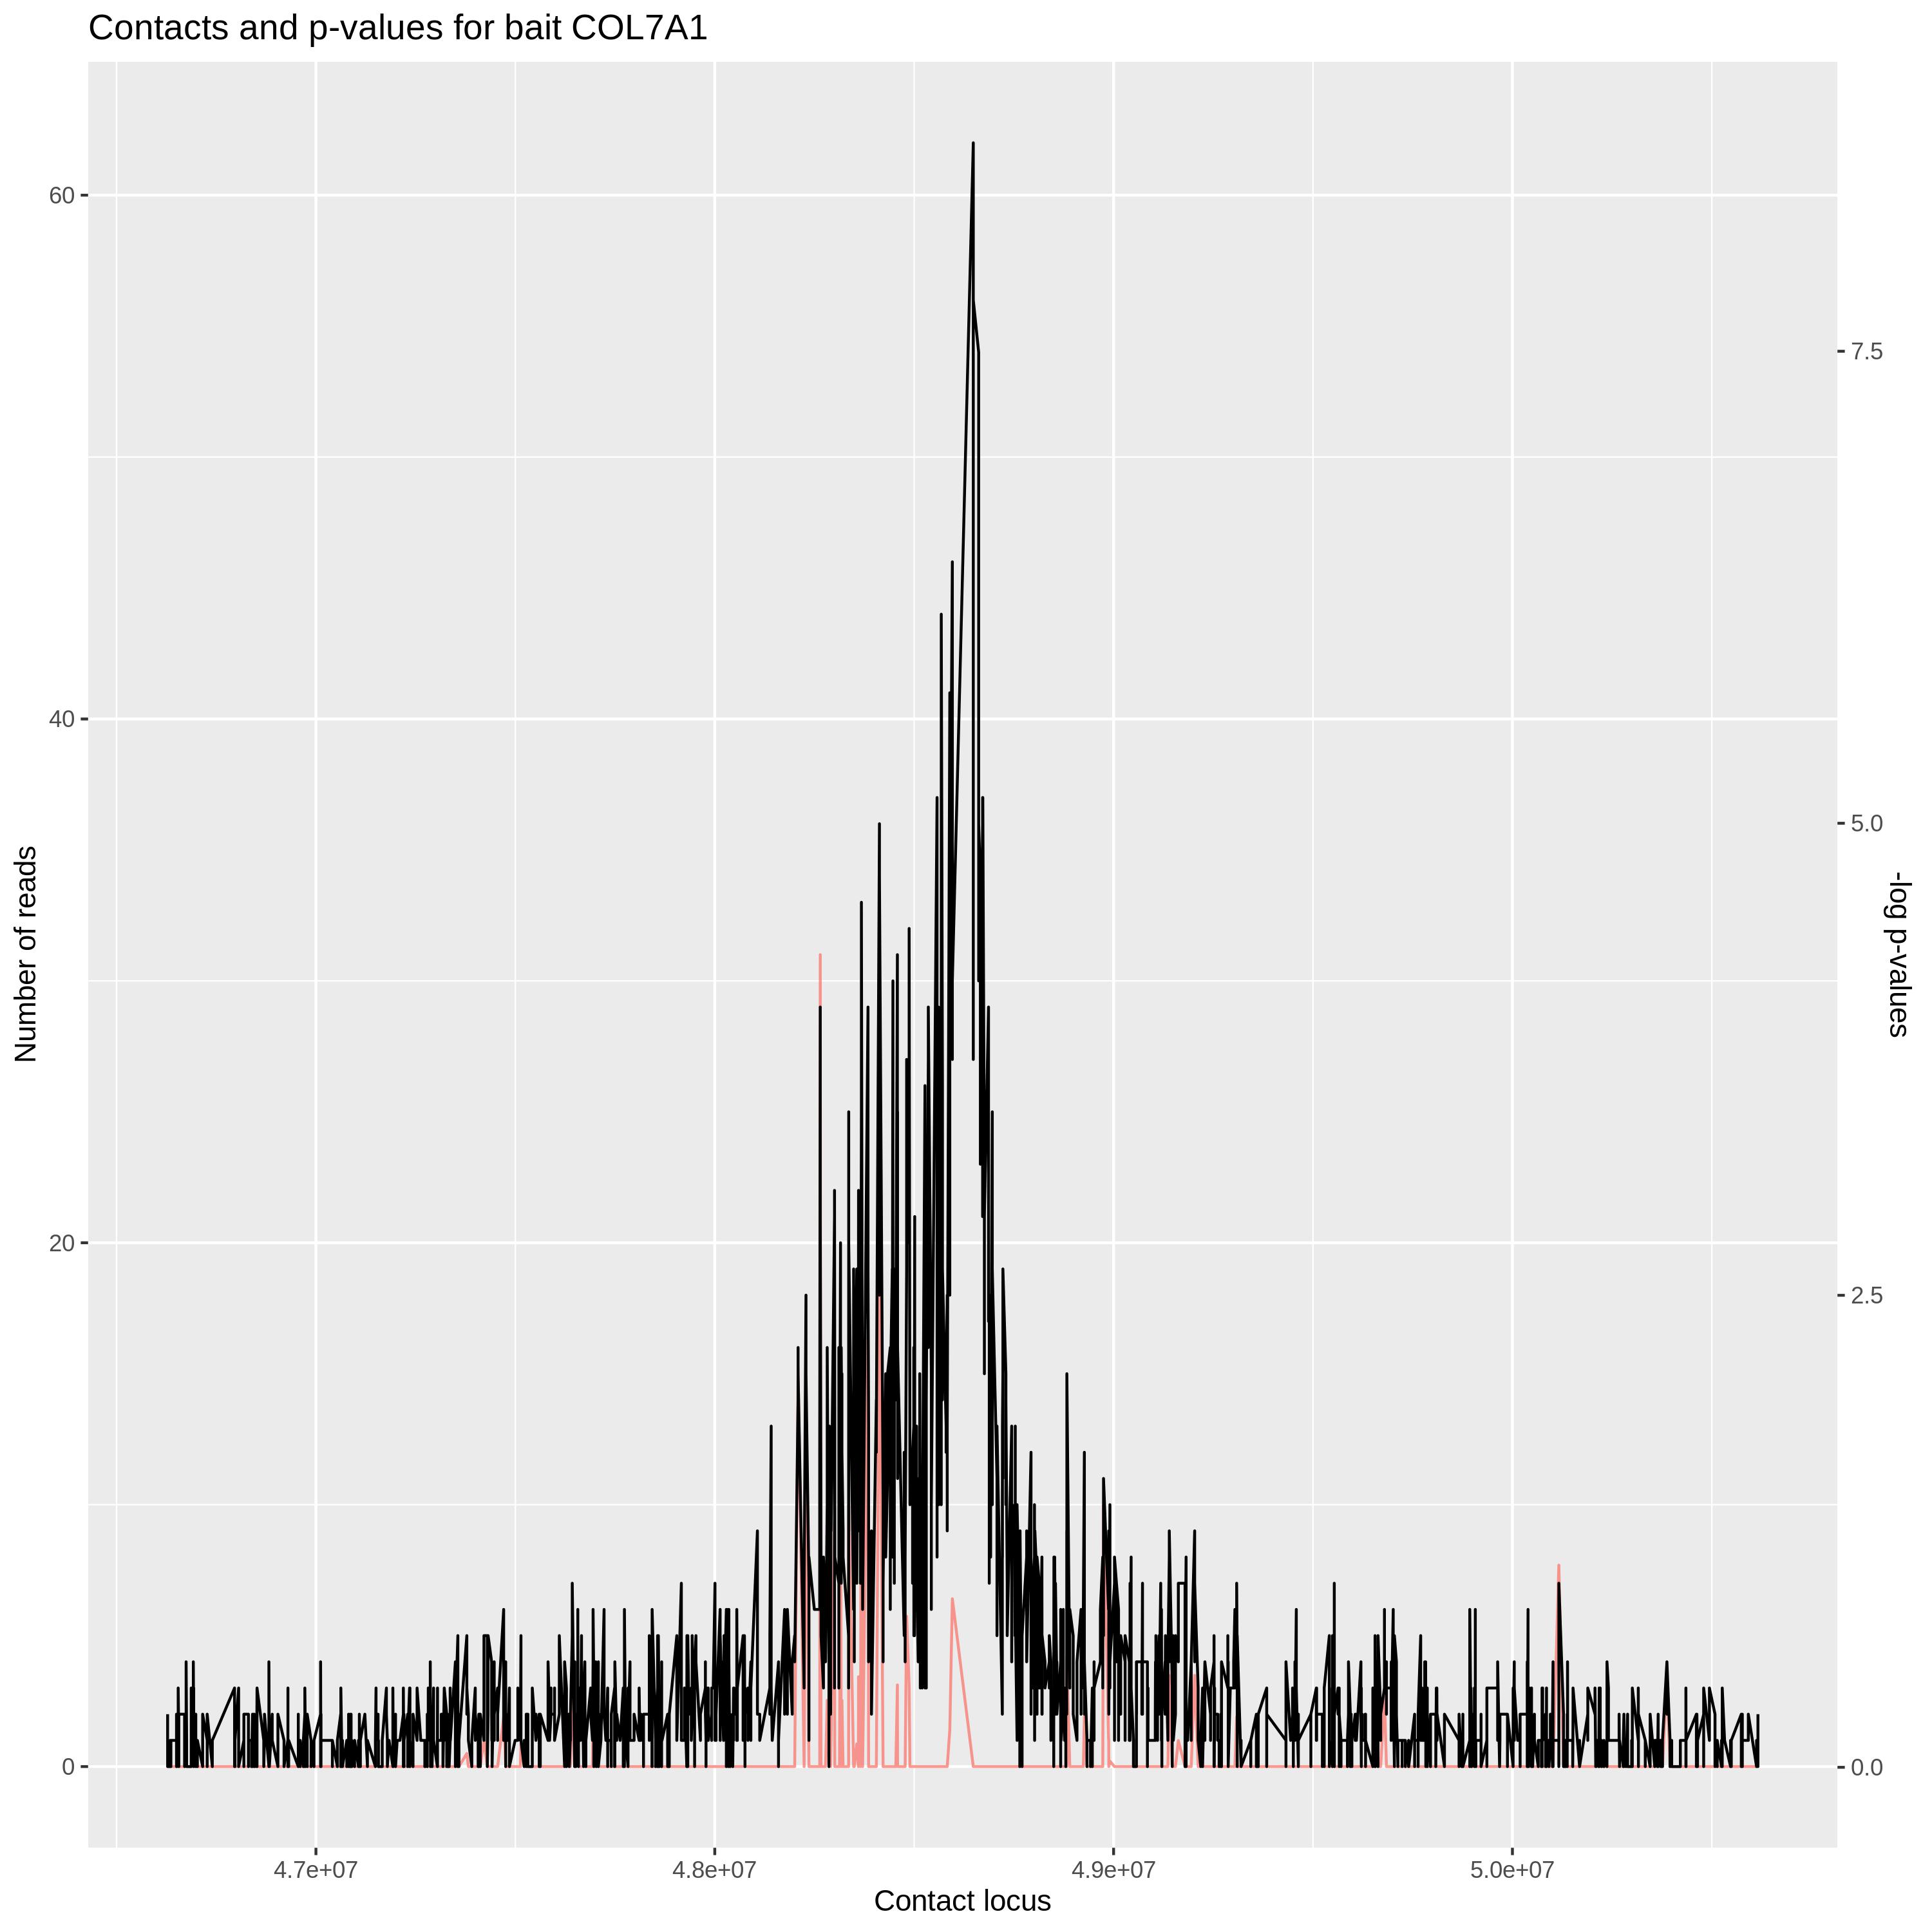 Contacts and p-values for bait COL7A1
60
40
20
0
Number of reads
7.5
5.0
2.5
0.0
-log p-values
4.7e+07
4.8e+07
4.9e+07
5.0e+07
Contact locus